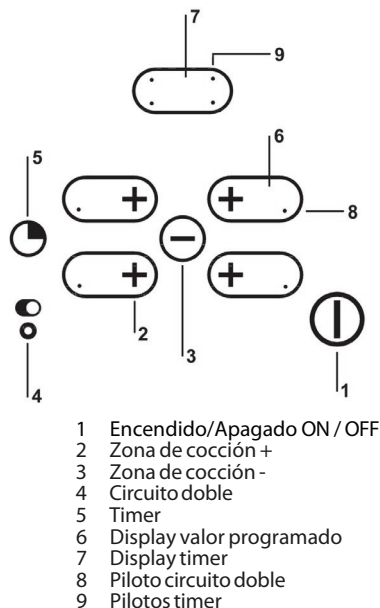 7
9
6
5
8
2
3
4
1
1 Encendido/Apagado ON / OFF
2 Zona de cocción +
3 Zona de cocción -
4 Circuito doble
5 Timer
6 Display valor programado
7 Display timer
8 Piloto circuito doble
9 Pilotos timer